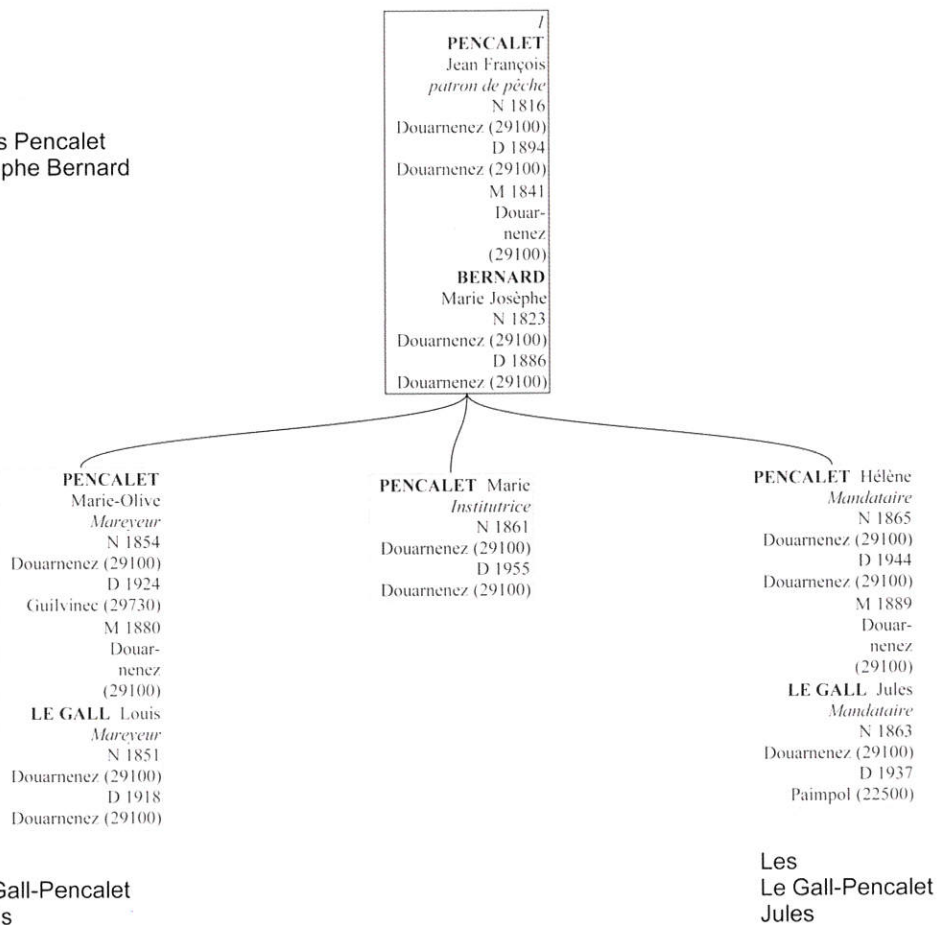 s Pencalet
phe Bernard
1
PENCALET
Jean François
patron de pêche
N 1816
Douarnenez (29100)
D 1894
Douarnenez (29100)
M 1841
Douar-
nenez
(29100)
BERNARD
Marie Josèphe
N 1823
Douarnenez (29100)
D 1886
Douarnenez (29100)
PENCALET
Marie-Olive
Mareyeur
N 1854
Douarnenez (29100)
D 1924
Guilvinec (29730)
M 1880
Douar-
nenez
(29100)
LE GALL Louis
Mareyeur
N 1851
Douarnenez (29100)
D 1918
Douarnenez (29100)
PENCALET Marie
Institutrice
N 1861
Douarnenez (29100)
D 1955
Douarnenez (29100)
PENCALET Hélène
Mandataire
N 1865
Douarnenez (29100)
D 1944
Douarnenez (29100)
M 1889
Douar-
nenez
(29100)
LE GALL Jules
Mandataire
N 1863
Douarnenez (29100)
D 1937
Paimpol (22500)
Gall-Pencalet
s
Les
Le Gall-Pencalet
Jules